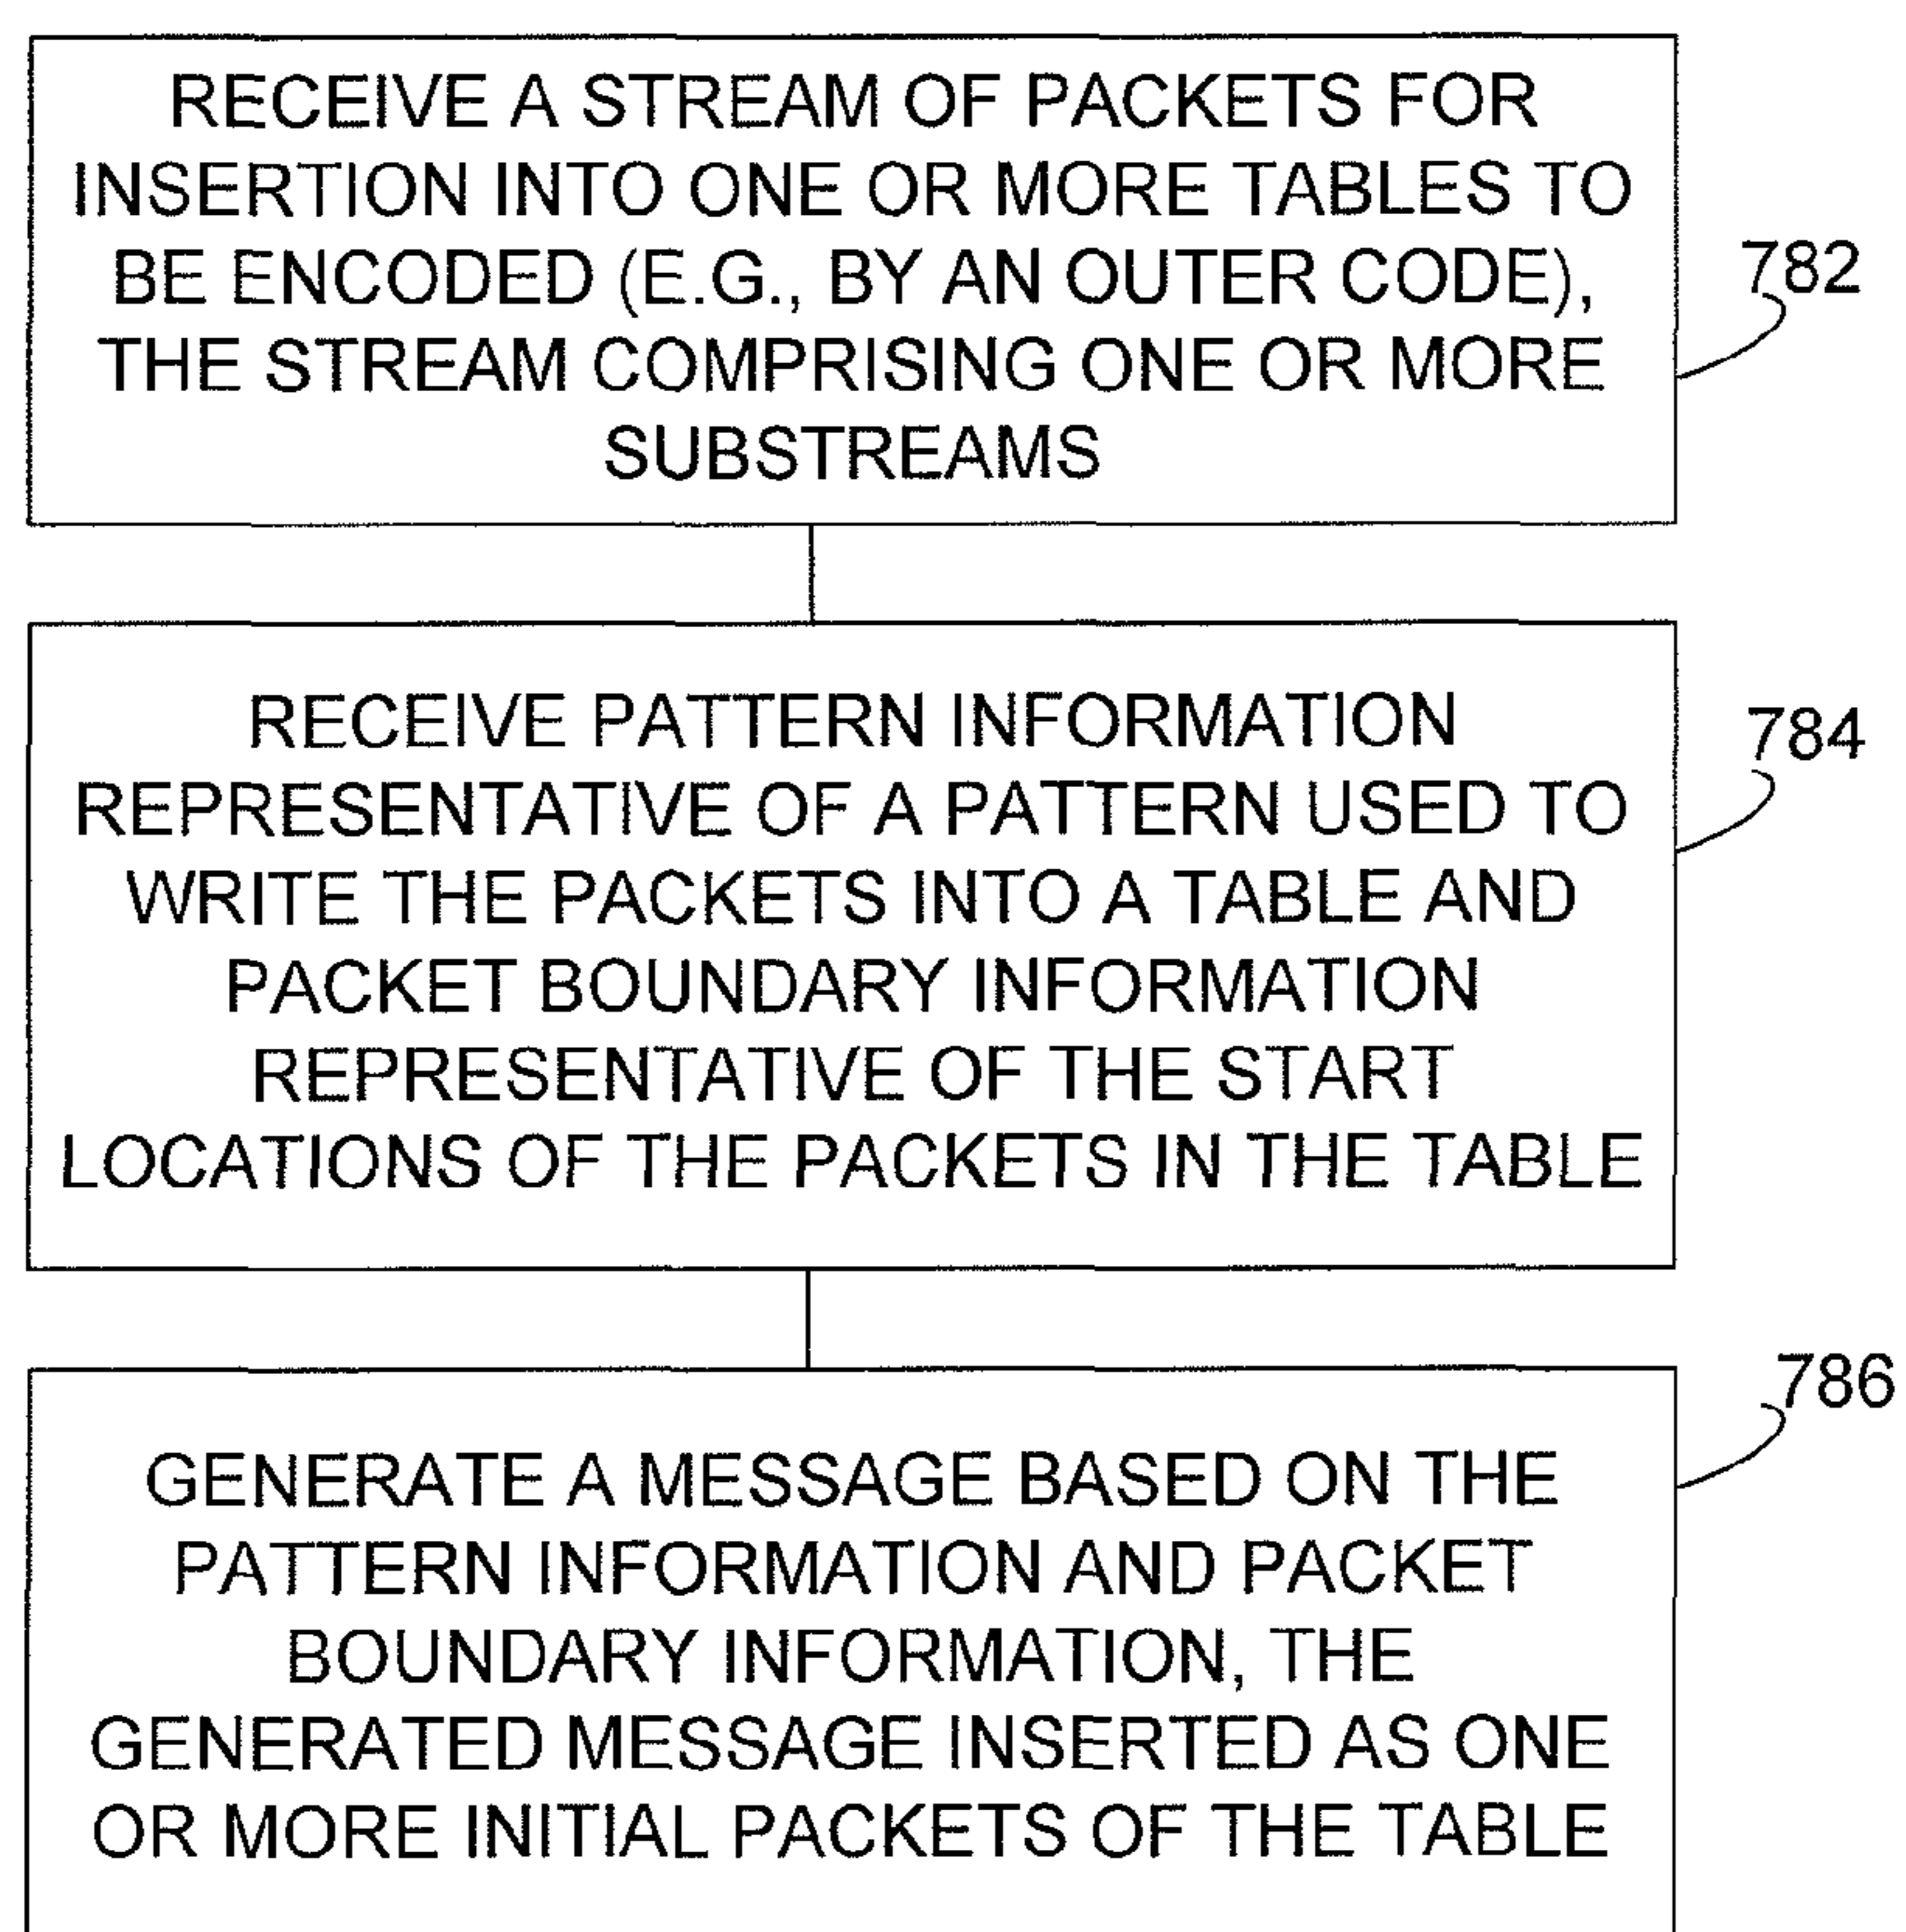 RECEIVE A STREAM OF PACKETS FOR
INSERTION INTO ONE OR MORE TABLES TO
BE ENCODED (E.G., BY AN OUTER CODE),
THE STREAM COMPRISING ONE OR MORE
SUBSTREAMS
782
RECEIVE PATTERN INFORMATION
REPRESENTATIVE OF A PATTERN USED TO
WRITE THE PACKETS INTO A TABLE AND
PACKET BOUNDARY INFORMATION
REPRESENTATIVE OF THE START
LOCATIONS OF THE PACKETS IN THE TABLE
784
GENERATE A MESSAGE BASED ON THE
PATTERN INFORMATION AND PACKET
BOUNDARY INFORMATION, THE
GENERATED MESSAGE INSERTED AS ONE
OR MORE INITIAL PACKETS OF THE TABLE
786